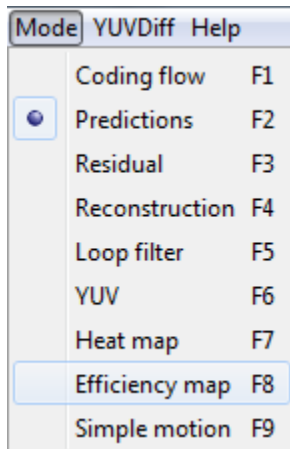 Mode YUVDiff Help
Coding flow F1
Predictions F2
Residual F3
Reconstruction F4
Loop filter F5
YUV F6
Heat map F7
Efficiency map F8
Simple motion F9